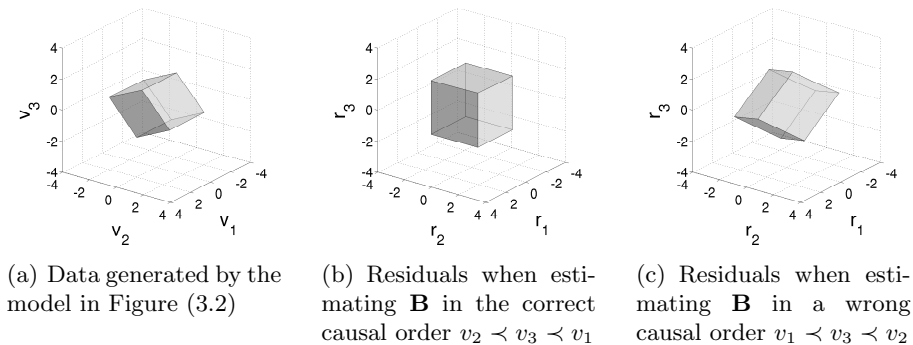 4
2
0
-2
-4
v3
-4
-2
0
2
4
v2
4
2
0
-2
-4
v1
4
2
0
-2
-4
r3
-4
-2
0
2
4
r2
4
2
0
-2
-4
r1
4
2
0
-2
-4
r3
-4
-2
0
2
4
r2
4
2
0
-2
-4
r1
(a) Data generated by the
model in Figure (3.2)
(b) Residuals when esti-
mating B in the correct
causal order v2 ≺ v3 ≺ v1
(c) Residuals when esti-
mating B in a wrong
causal order v1 ≺ v3 ≺ v2